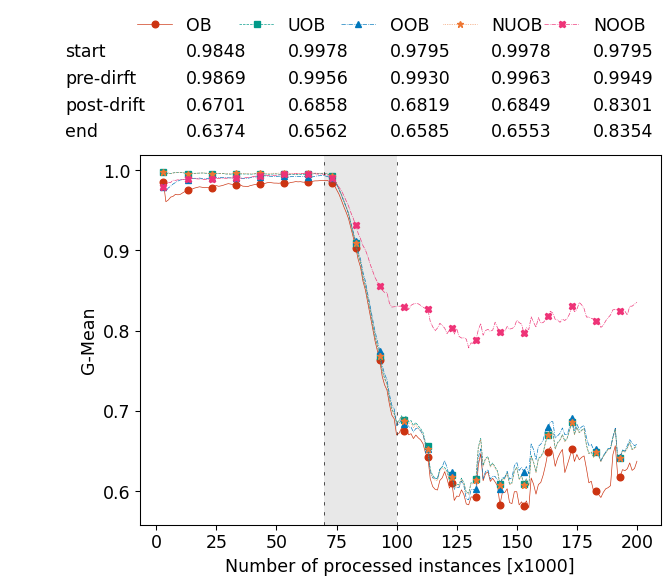 OB UOB OOB NUOB NOOB
start 0.9848 0.9978 0.9795 0.9978 0.9795
pre-dirft 0.9869 0.9956 0.9930 0.9963 0.9949
post-drift 0.6701 0.6858 0.6819 0.6849 0.8301
end 0.6374 0.6562 0.6585 0.6553 0.8354
1.0
0.9
0.8
0.7
0.6
G-Mean
0 25 50 75 100 125 150 175 200
Number of processed instances [x1000]